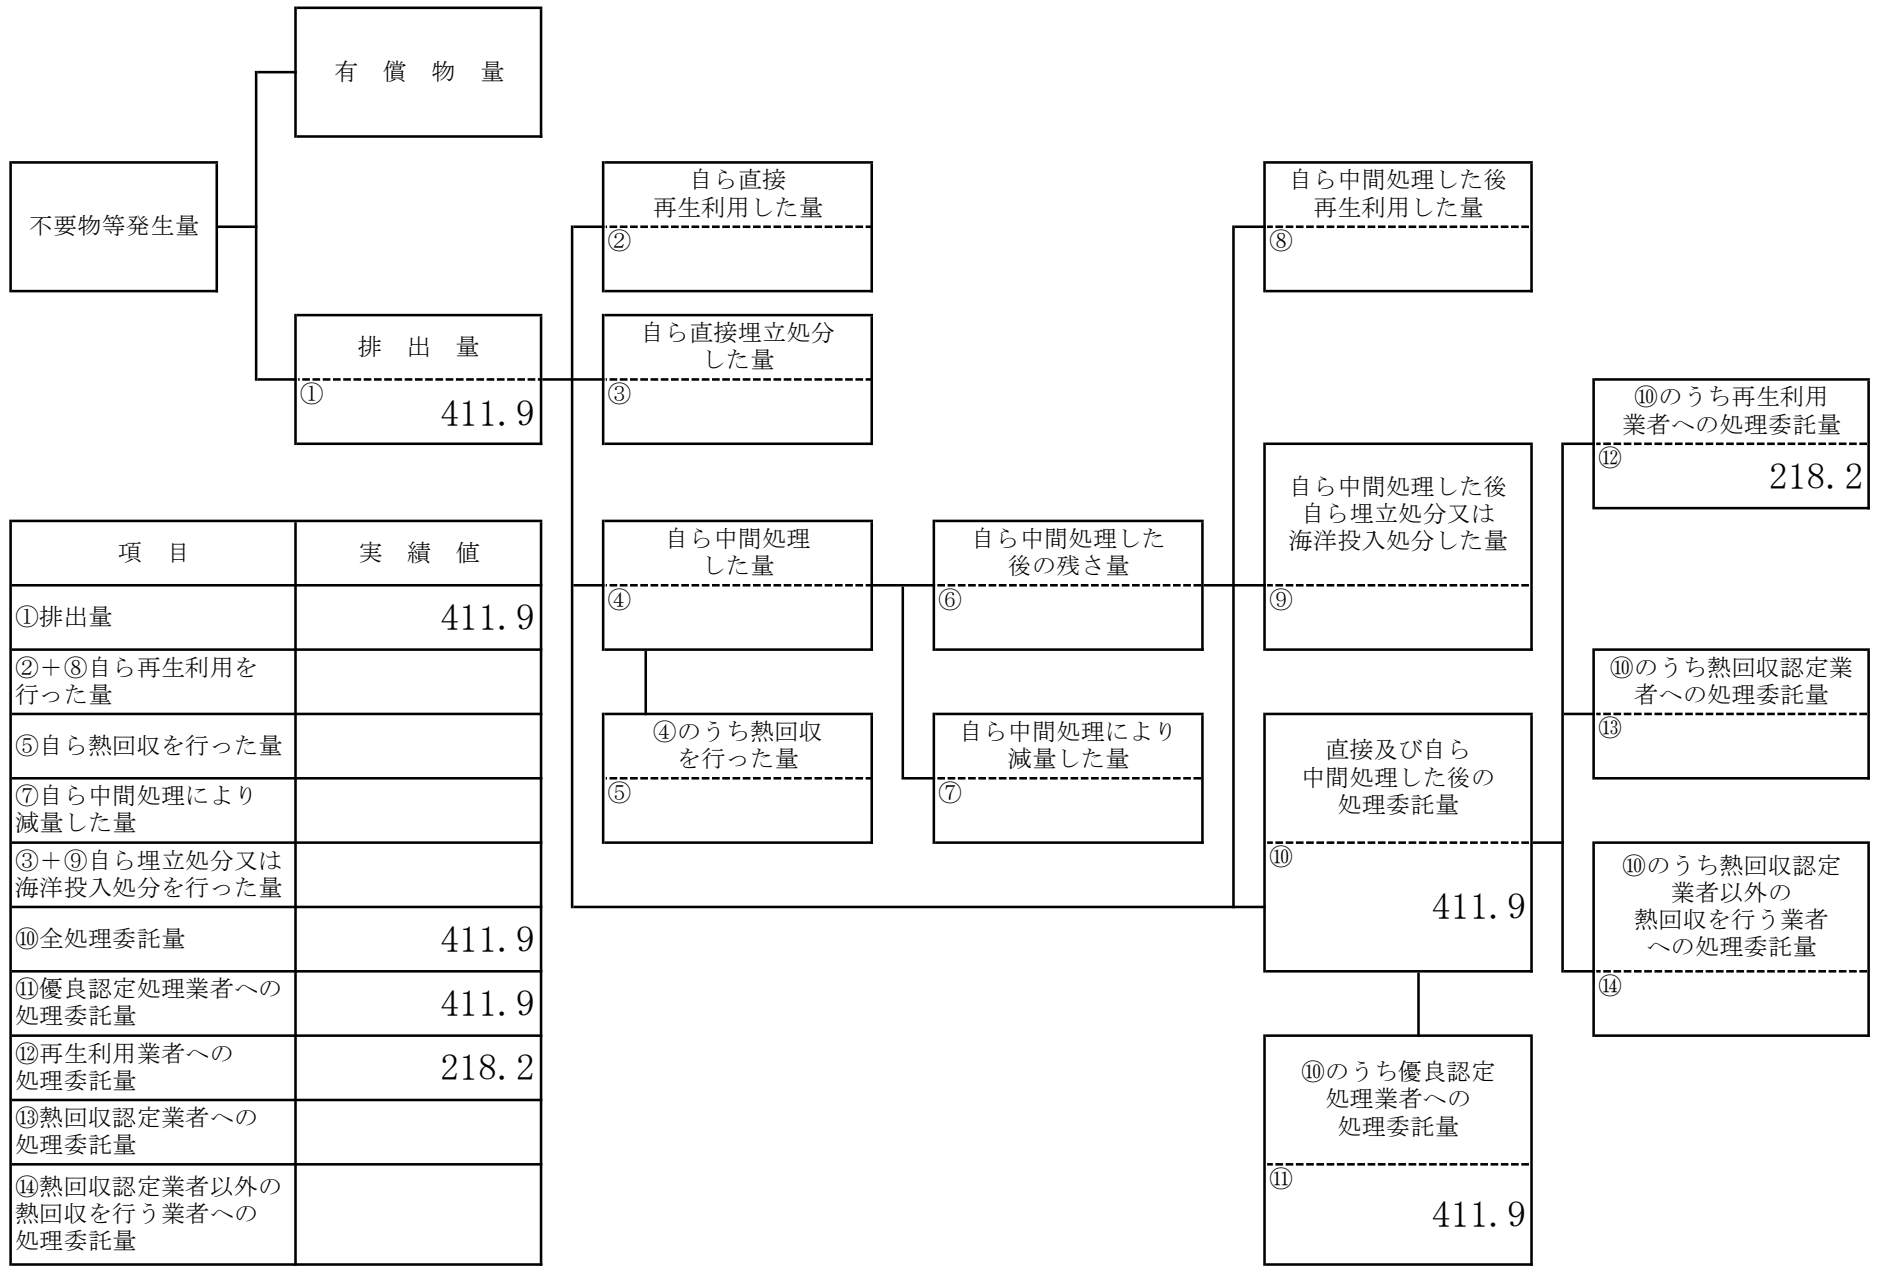 有　償　物　量
不要物等発生量
排　出　量
①
411.9
自ら直接
再生利用した量
②
自ら直接埋立処分
した量
③
自ら中間処理
した量
④
④のうち熱回収
を行った量
⑤
自ら中間処理した
後の残さ量
⑥
自ら中間処理により
減量した量
⑦
自ら中間処理した後
再生利用した量
⑧
自ら中間処理した後
自ら埋立処分又は
海洋投入処分した量
⑨
直接及び自ら
中間処理した後の
処理委託量
⑩
411.9
⑩のうち優良認定
処理業者への
処理委託量
⑪
411.9
⑩のうち再生利用
業者への処理委託量
⑫
218.2
⑩のうち熱回収認定業
者への処理委託量
⑬
⑩のうち熱回収認定
業者以外の
熱回収を行う業者
への処理委託量
⑭
項　目　実　績　値
①排出量　411.9
②＋⑧自ら再生利用を
行った量
⑤自ら熱回収を行った量
⑦自ら中間処理により
減量した量
③＋⑨自ら埋立処分又は
海洋投入処分を行った量
⑩全処理委託量　411.9
⑪優良認定処理業者への
処理委託量
411.9
⑫再生利用業者への
処理委託量
218.2
⑬熱回収認定業者への
処理委託量
⑭熱回収認定業者以外の
熱回収を行う業者への
処理委託量